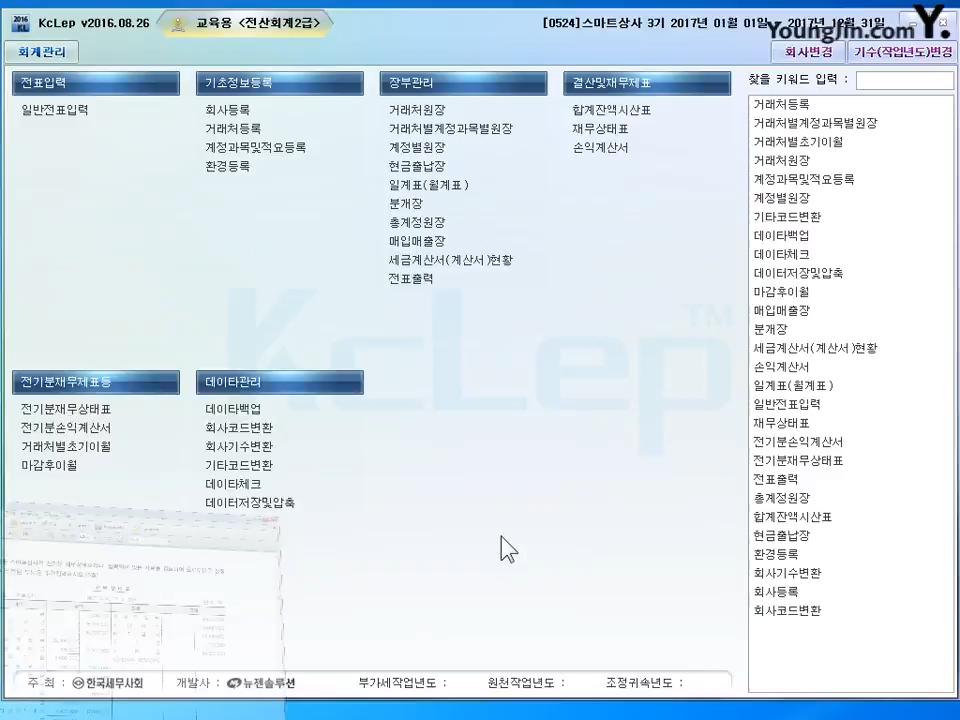 2016 KL KcLep v2016.08.26 교육용 <전산회계2급> [0524]스마트상사 3기 2017년 01월 01일 2017년 12월 31일
YoungJin.com Y.
회계관리 회사변경 기수(작업년도)변경
전표입력
일반전표입력
기초정보등록
회사등록
거래처등록
계정과목및적요등록
환경등록
장부관리
거래처원장
거래처별계정과목별원장
계정별원장
현금출납장
일계표(월계표)
분개장
총계정원장
매입매출장
세금계산서(계산서)현황
전표출력
결산및재무제표
합계잔액시산표
재무상태표
손익계산서
전기분재무제표등
전기분재무상태표
전기분손익계산서
거래처별초기이월
마감후이월
데이타관리
데이타백업
회사코드변환
회사기수변환
기타코드변환
데이타체크
데이터저장및압축
찾을 키워드 입력 :
거래처등록
거래처별계정과목별원장
거래처별초기이월
거래처원장
계정과목및적요등록
계정별원장
기타코드변환
데이타백업
데이타체크
데이터저장및압축
마감후이월
매입매출장
분개장
세금계산서(계산서)현황
손익계산서
일계표(월계표)
일반전표입력
재무상태표
전기분손익계산서
전기분재무상태표
전표출력
총계정원장
합계잔액시산표
현금출납장
환경등록
회사기수변환
회사등록
회사코드변환
KcLep TM
주 최 : 한국세무사회 개발사 : 뉴젠솔루션 부가세작업년도 : 원천작업년도 : 조정귀속년도 :